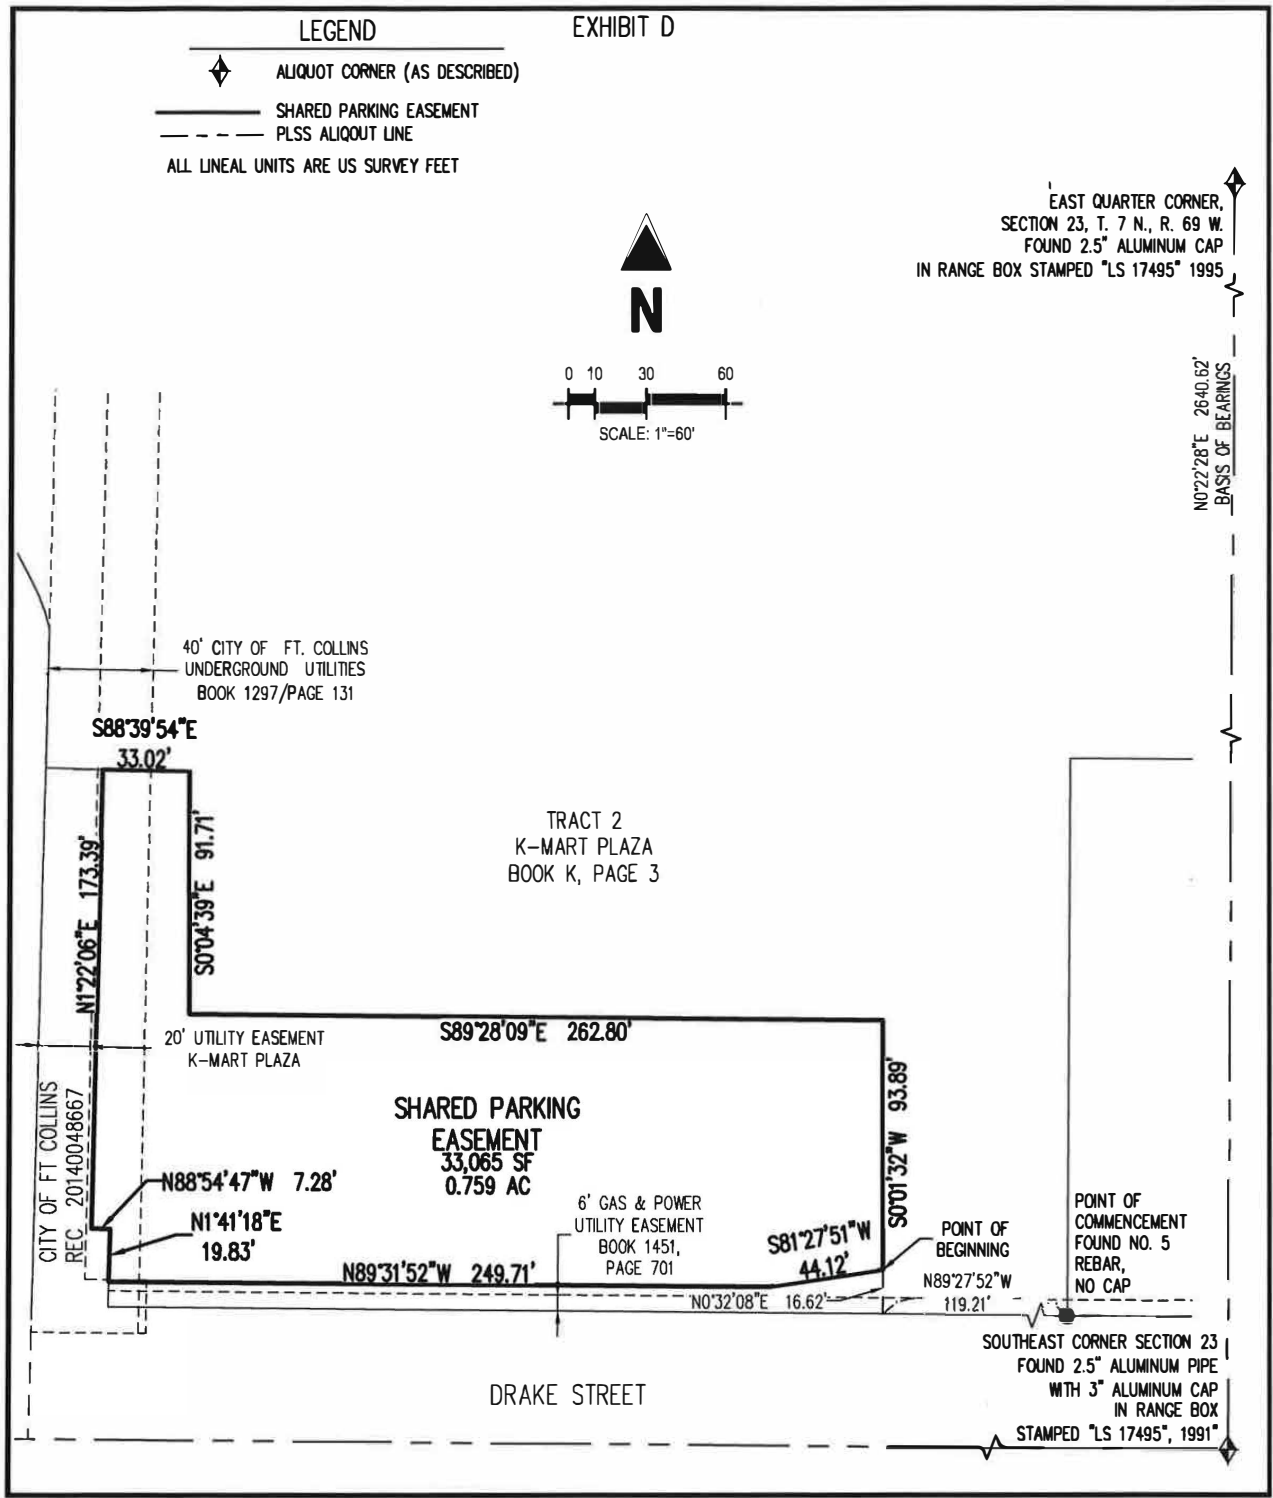 EXHIBIT D
LEGEND
ALIQUOT CORNER (AS DESCRIBED)
SHARED PARKING EASEMENT
PLSS ALIQOUT LINE
ALL LINEAL UNITS ARE US SURVEY FEET
EAST QUARTER CORNER,
SECTION 23, T. 7 N., R. 69 W.
FOUND 2.5" ALUMINUM CAP
IN RANGE BOX STAMPED "LS 17495" 1995
N
0 10 30 60
SCALE: 1"=60'
N0°22'28"E 2640.62'
BASIS OF BEARINGS
40' CITY OF FT. COLLINS
UNDERGROUND UTILITIES
BOOK 1297/PAGE 131
S88°39'54"E
33.02'
N1°22'06"E 173.39'
S0°04'39"E 91.71'
TRACT 2
K-MART PLAZA
BOOK K, PAGE 3
S89°28'09"E 262.80'
20' UTILITY EASEMENT
K-MART PLAZA
CITY OF FT COLLINS
REC 20140048667
SHARED PARKING
EASEMENT
33,065 SF
0.759 AC
S0°01'32"W 93.89'
N88°54'47"W 7.28'
N1°41'18"E
19.83'
6' GAS & POWER
UTILITY EASEMENT
BOOK 1451,
PAGE 701
S81°27'51"W
44.12'
POINT OF
BEGINNING
POINT OF
COMMENCEMENT
FOUND NO. 5
REBAR,
NO CAP
N89°31'52"W 249.71'
N0°32'08"E 16.62'
N89°27'52"W
119.21'
SOUTHEAST CORNER SECTION 23
FOUND 2.5" ALUMINUM PIPE
WITH 3" ALUMINUM CAP
IN RANGE BOX
STAMPED "LS 17495", 1991"
DRAKE STREET